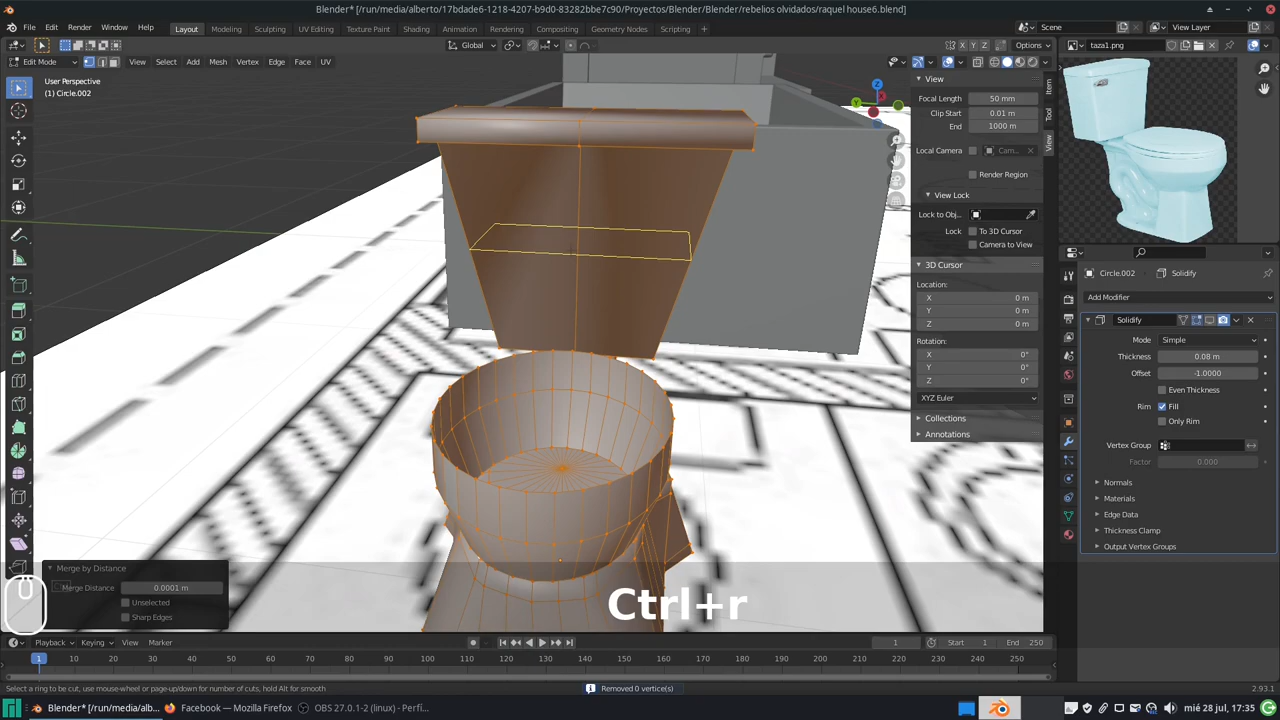 Blender* [/run/media/alberto/17bdade6-1218-4207-b9d0-83282bbe7c90/Proyectos/Blender/Blender/rebelios olvidados/raquel house6.blend]
File Edit Render Window Help Layout Modeling Sculpting UV Editing Texture Paint Shading Animation Rendering Compositing Geometry Nodes Scripting Scene View Layer
Global X Y Z Options taza1.png
Edit Mode View Select Add Mesh Vertex Edge Face UV
User Perspective
(1) Circle.002
View
Focal Length 50 mm
Clip Start 0.01 m
End 1000 m
Local Camera Cam...
Render Region
View Lock
Lock to Obj...
Lock To 3D Cursor
Camera to View
3D Cursor
Location:
X 0 m
Y 0 m
Z 0 m
Rotation:
X 0°
Y 0°
Z 0°
XYZ Euler
Collections
Annotations
Item
Tool
View
Circle.002 Solidify
Add Modifier
Solidify
Mode Simple
Thickness 0.08 m
Offset -1.0000
Even Thickness
Rim Fill
Only Rim
Vertex Group
Factor 0.000
Normals
Materials
Edge Data
Thickness Clamp
Output Vertex Groups
Merge by Distance
Merge Distance 0.0001 m
Unselected
Sharp Edges
Ctrl+r
Playback Keying View Marker 1 Start 1 End 250
1 10 20 30 40 50 60 70 80 90 100 110 120 130 140 150 160 170 180 190 200 210 220 230 240 250
Select a ring to be cut, use mouse-wheel or page-up/down for number of cuts, hold Alt for smooth Removed 0 vertice(s) 2.93.1
Blender* [/run/media/alb... Facebook — Mozilla Firefox OBS 27.0.1-2 (linux) - Perfi... mié 28 jul, 17:35